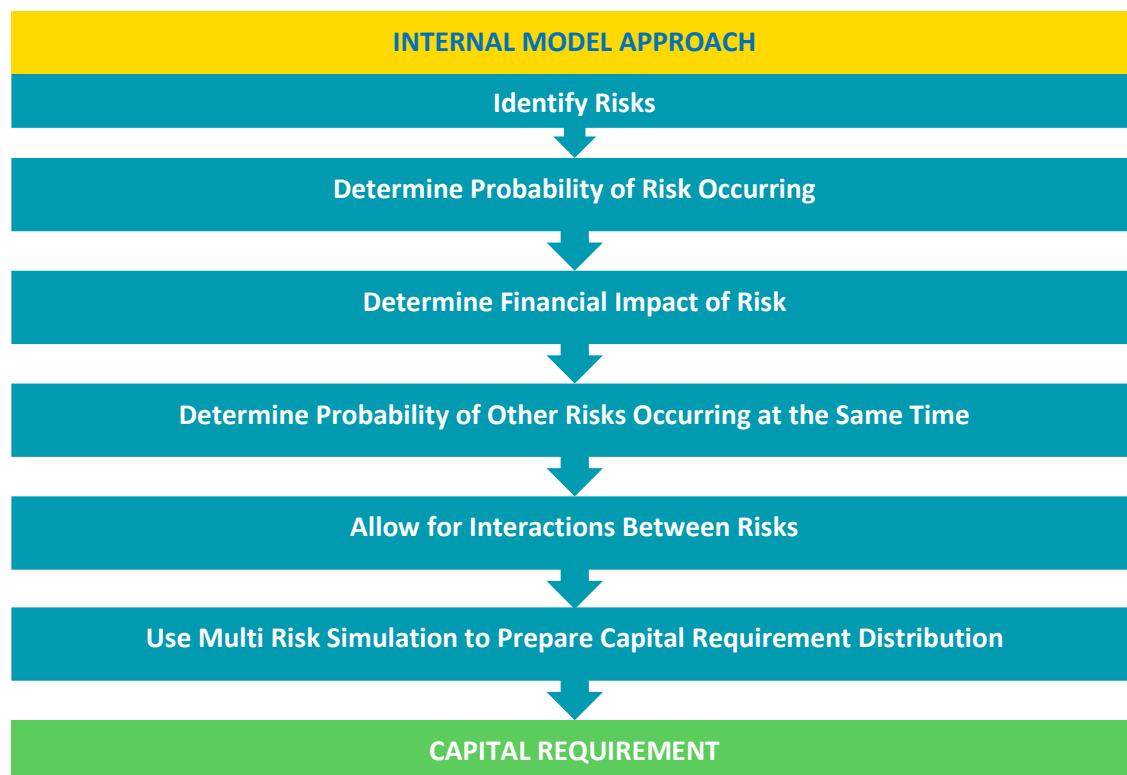 INTERNAL MODEL APPROACH
Identify Risks
Determine Probability of Risk Occurring
Determine Financial Impact of Risk
Determine Probability of Other Risks Occurring at the Same Time
Allow for Interactions Between Risks
Use Multi Risk Simulation to Prepare Capital Requirement Distribution
CAPITAL REQUIREMENT